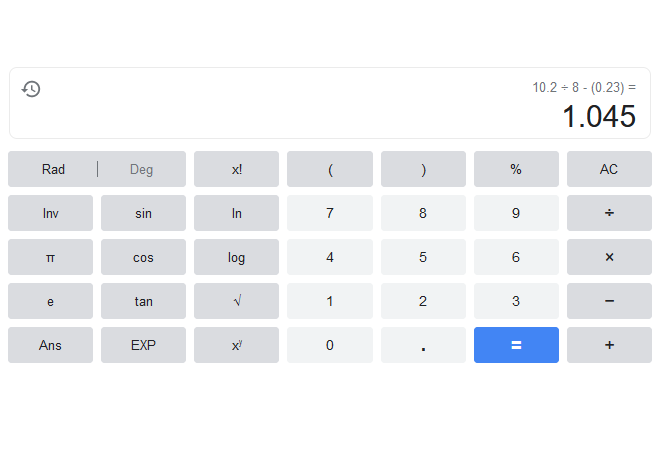 10.2 ÷ 8 - (0.23) =
1.045
Rad | Deg x! ( ) % AC
Inv sin ln 7 8 9 ÷
π cos log 4 5 6 ×
e tan √ 1 2 3 −
Ans EXP xʸ 0 . = +